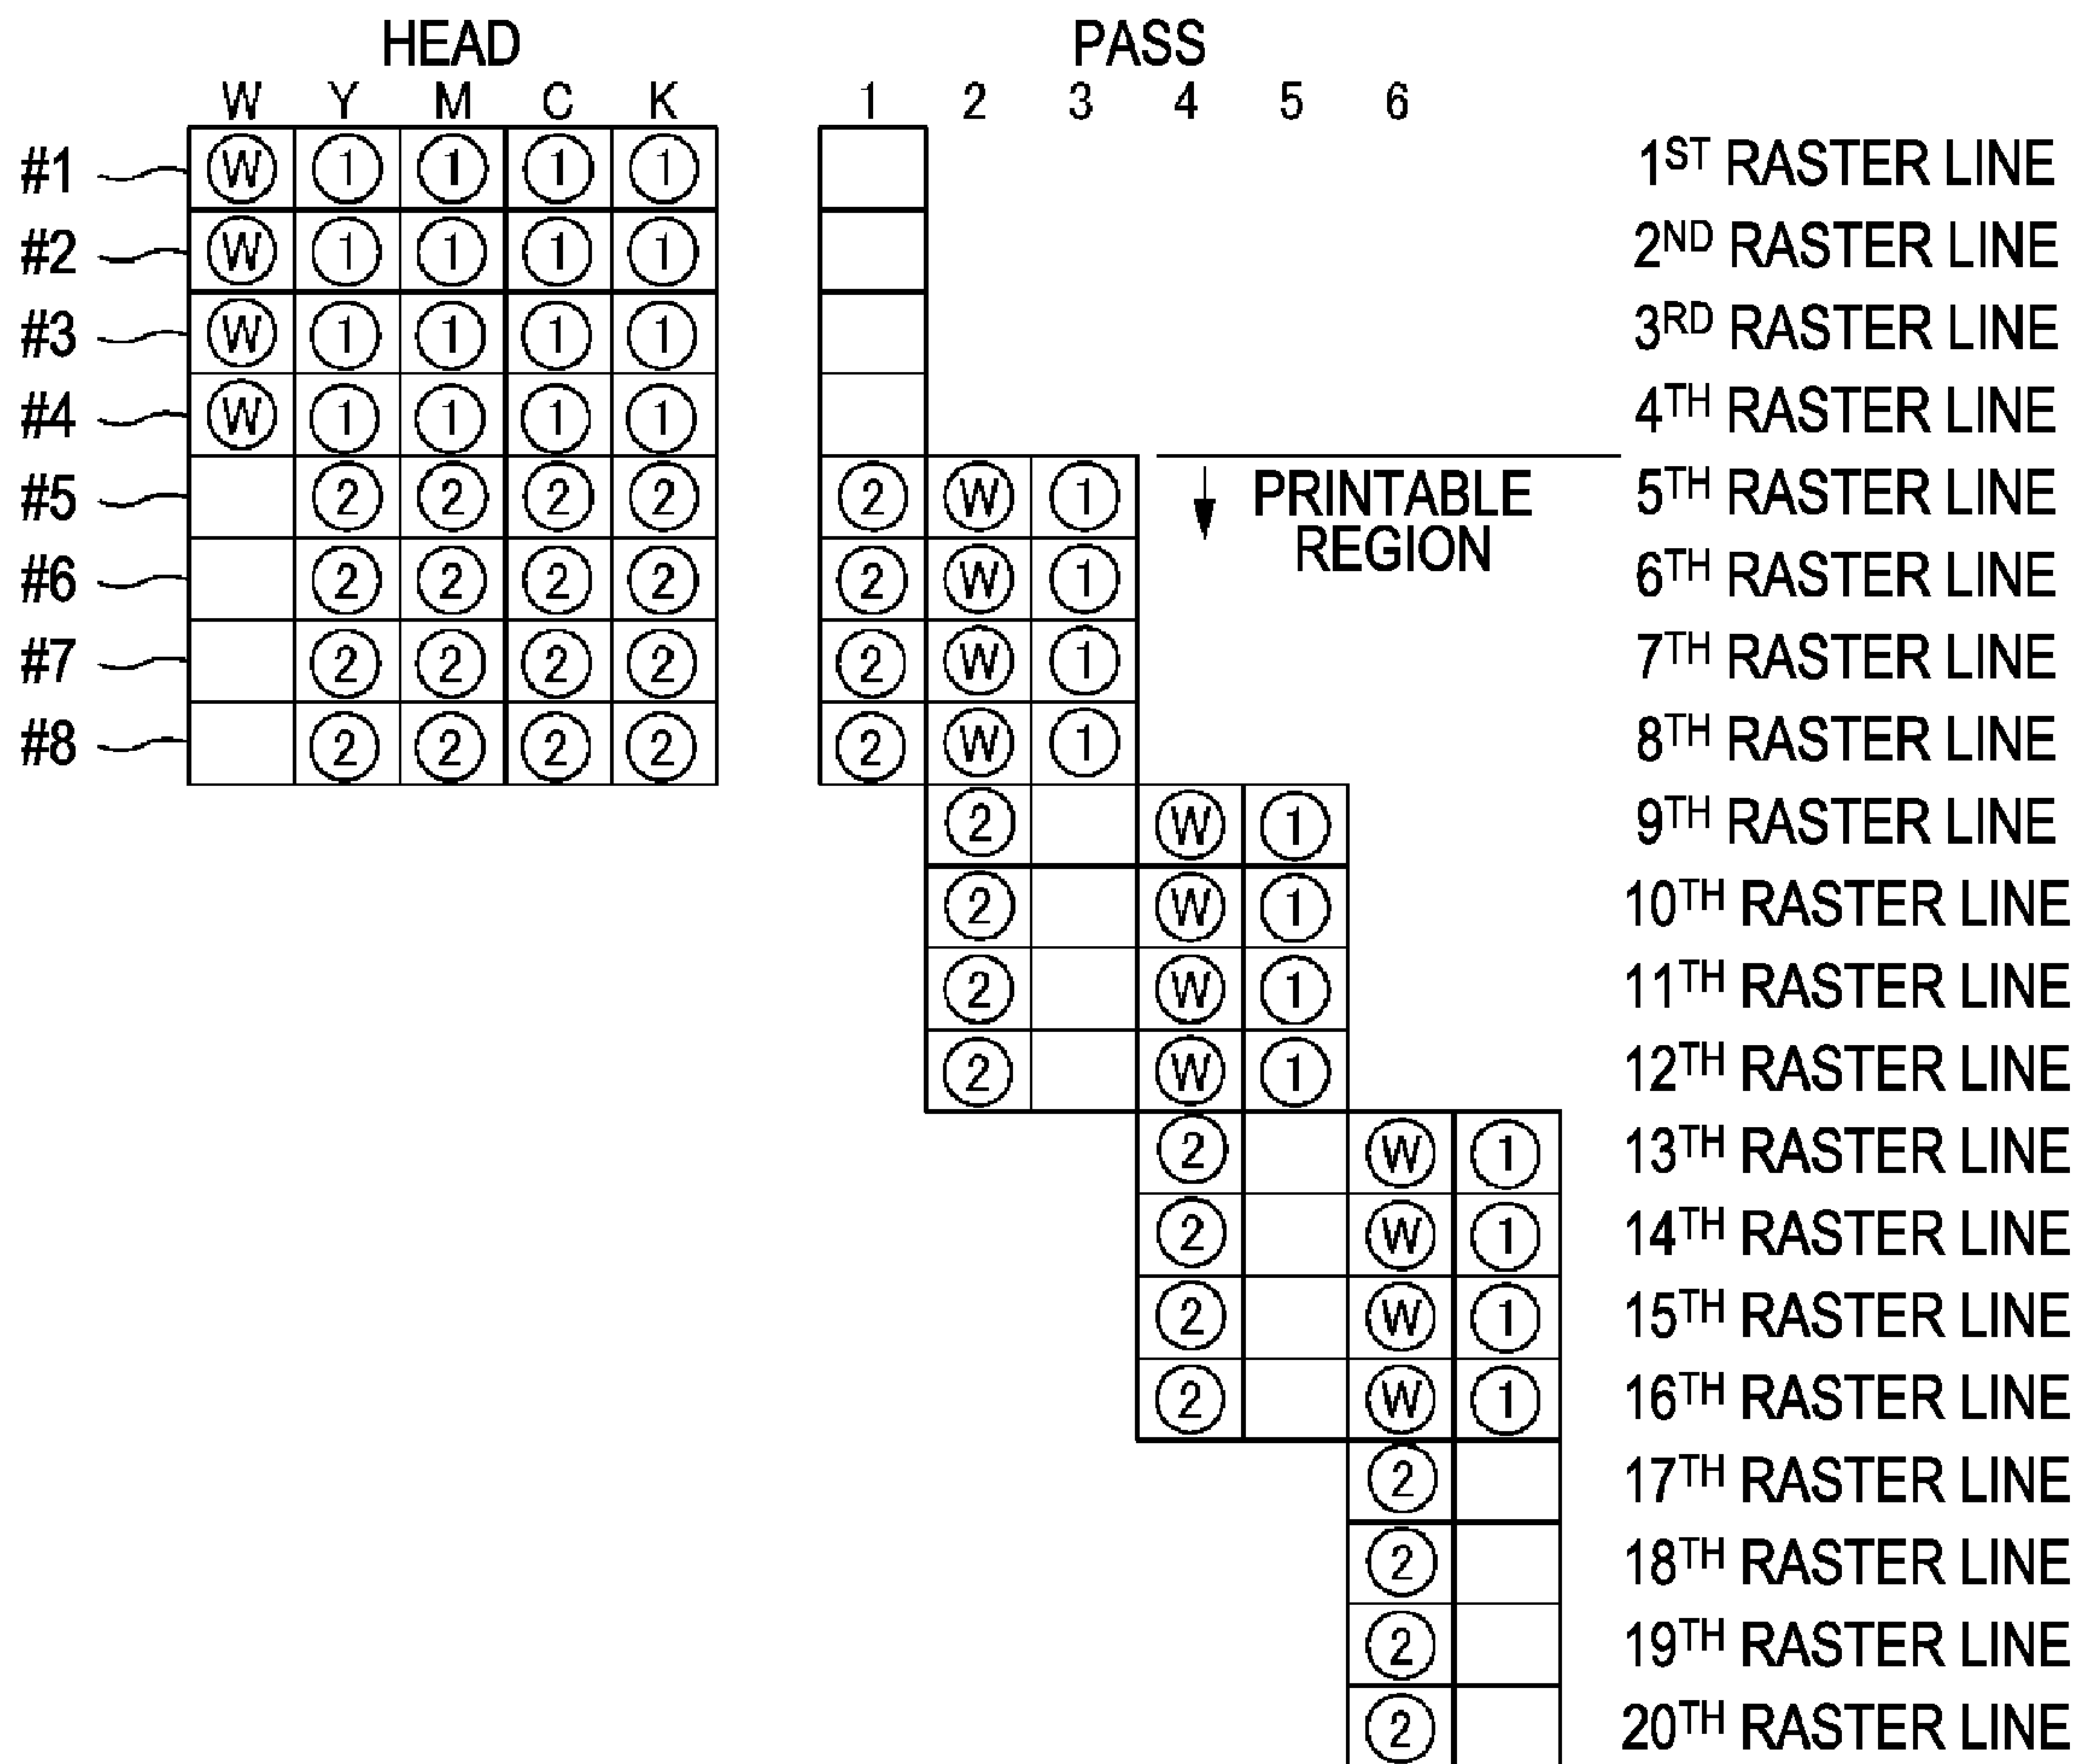 HEAD PASS
W Y M C K 1 2 3 4 5 6
#1 W 1 1 1 1 1ST RASTER LINE
#2 W 1 1 1 1 2ND RASTER LINE
#3 W 1 1 1 1 3RD RASTER LINE
#4 W 1 1 1 1 4TH RASTER LINE
#5 2 2 2 2 2 W 1 PRINTABLE 5TH RASTER LINE
REGION
#6 2 2 2 2 2 W 1 6TH RASTER LINE
#7 2 2 2 2 2 W 1 7TH RASTER LINE
#8 2 2 2 2 2 W 1 8TH RASTER LINE
2 W 1 9TH RASTER LINE
2 W 1 10TH RASTER LINE
2 W 1 11TH RASTER LINE
2 W 1 12TH RASTER LINE
2 W 1 13TH RASTER LINE
2 W 1 14TH RASTER LINE
2 W 1 15TH RASTER LINE
2 W 1 16TH RASTER LINE
2 17TH RASTER LINE
2 18TH RASTER LINE
2 19TH RASTER LINE
2 20TH RASTER LINE